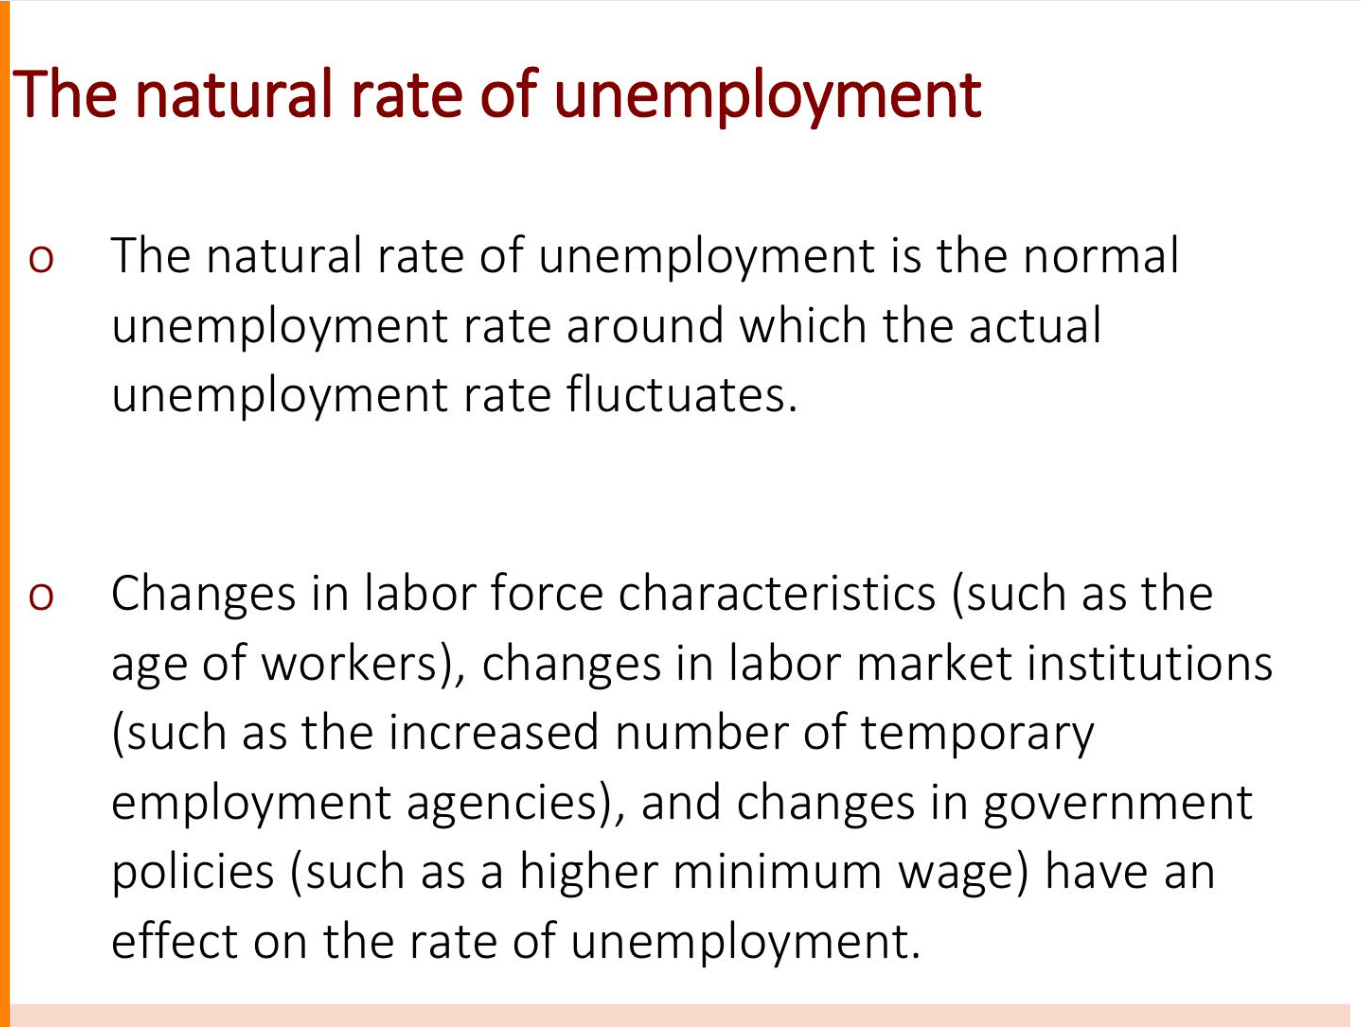 The natural rate of unemployment
o The natural rate of unemployment is the normal
unemployment rate around which the actual
unemployment rate fluctuates.
o Changes in labor force characteristics (such as the
age of workers), changes in labor market institutions
(such as the increased number of temporary
employment agencies), and changes in government
policies (such as a higher minimum wage) have an
effect on the rate of unemployment.